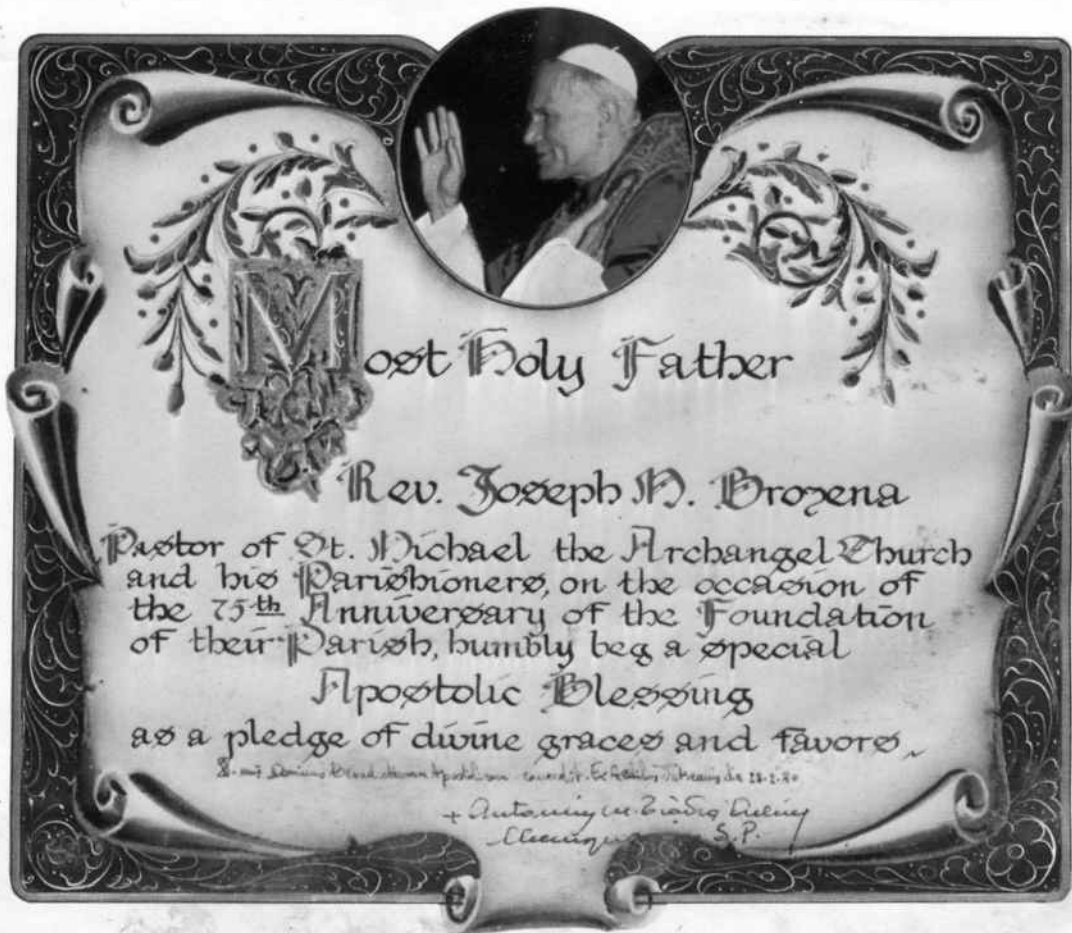 Most Holy Father
Rev. Joseph M. Brozena
Pastor of St. Michael the Archangel Church
and his Parishioners, on the occasion of
the 75th Anniversary of the Foundation
of their Parish, humbly beg a special
Apostolic Blessing
as a pledge of divine graces and favors.
Dominus
+ Antonius M.
S.P.